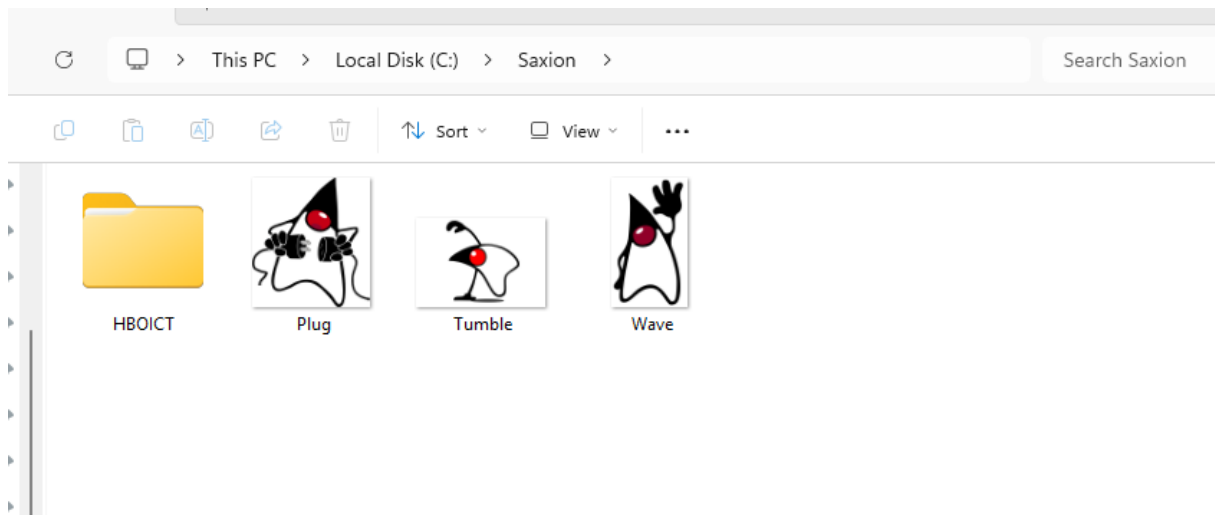 This PC > Local Disk (C:) > Saxion >
Search Saxion
Sort
View
HBOICT
Plug
Tumble
Wave